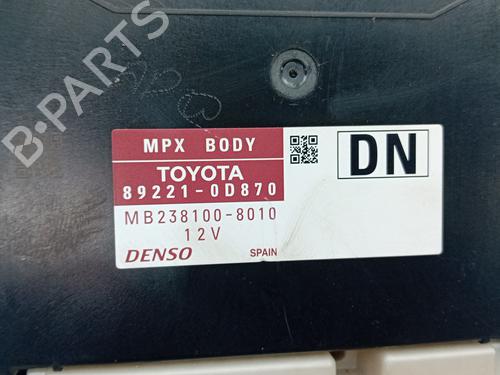 B-PARTS
MPX BODY
TOYOTA
89221-0D870
MB238100-8010
12V
DENSO
SPAIN
DN